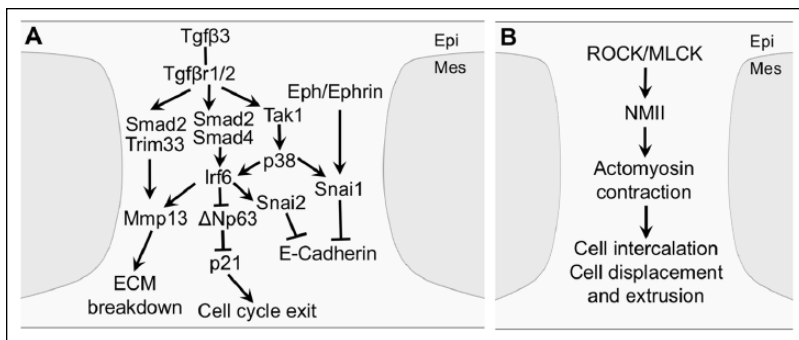 A
Tgfβ3
Epi
Mes
Tgfβr1/2
Eph/Ephrin
Smad2
Trim33
Smad2
Smad4
Tak1
p38
Irf6
Snai1
Snai2
Mmp13
ΔNp63
E-Cadherin
p21
ECM
breakdown
Cell cycle exit
B
Epi
Mes
ROCK/MLCK
NMII
Actomyosin
contraction
Cell intercalation
Cell displacement
and extrusion